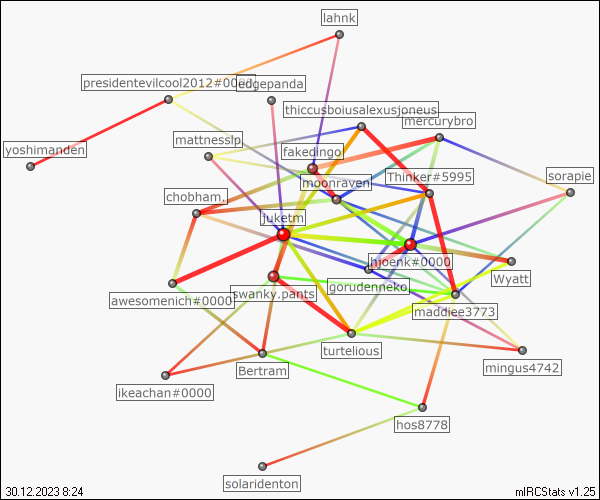 lahnk
presidentevilcool2012#0000
edgepanda
thiccusboiusalexusjoneus
mercurybro
mattnesslp
yoshimanden
fakedingo
Thinker#5995
sorapie
moonraven
chobham.
juketm
hjoenk#0000
Wyatt
gorudenneko
swanky.pants
awesomenich#0000
maddiee3773
turtelious
mingus4742
Bertram
ikeachan#0000
hos8778
solaridenton
30.12.2023 8:24
mIRCStats v1.25